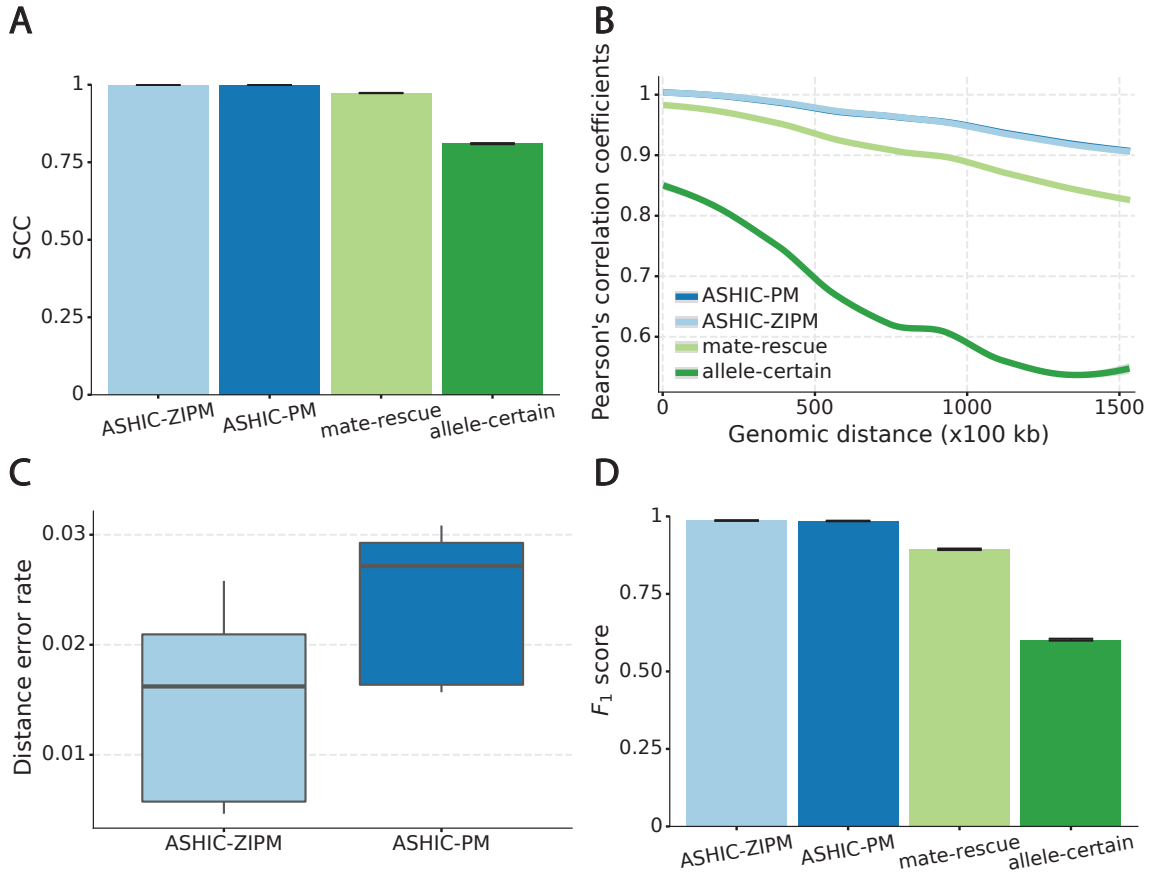 A
SCC
1
0.75
0.50
0.25
0
ASHIC-ZIPM
ASHIC-PM
mate-rescue
allele-certain
B
Pearson's correlation coefficients
1
0.9
0.8
0.7
0.6
ASHIC-PM
ASHIC-ZIPM
mate-rescue
allele-certain
0 500 1000 1500
Genomic distance (x100 kb)
C
Distance error rate
0.03
0.02
0.01
ASHIC-ZIPM
ASHIC-PM
D
F1 score
1
0.75
0.50
0.25
0
ASHIC-ZIPM
ASHIC-PM
mate-rescue
allele-certain